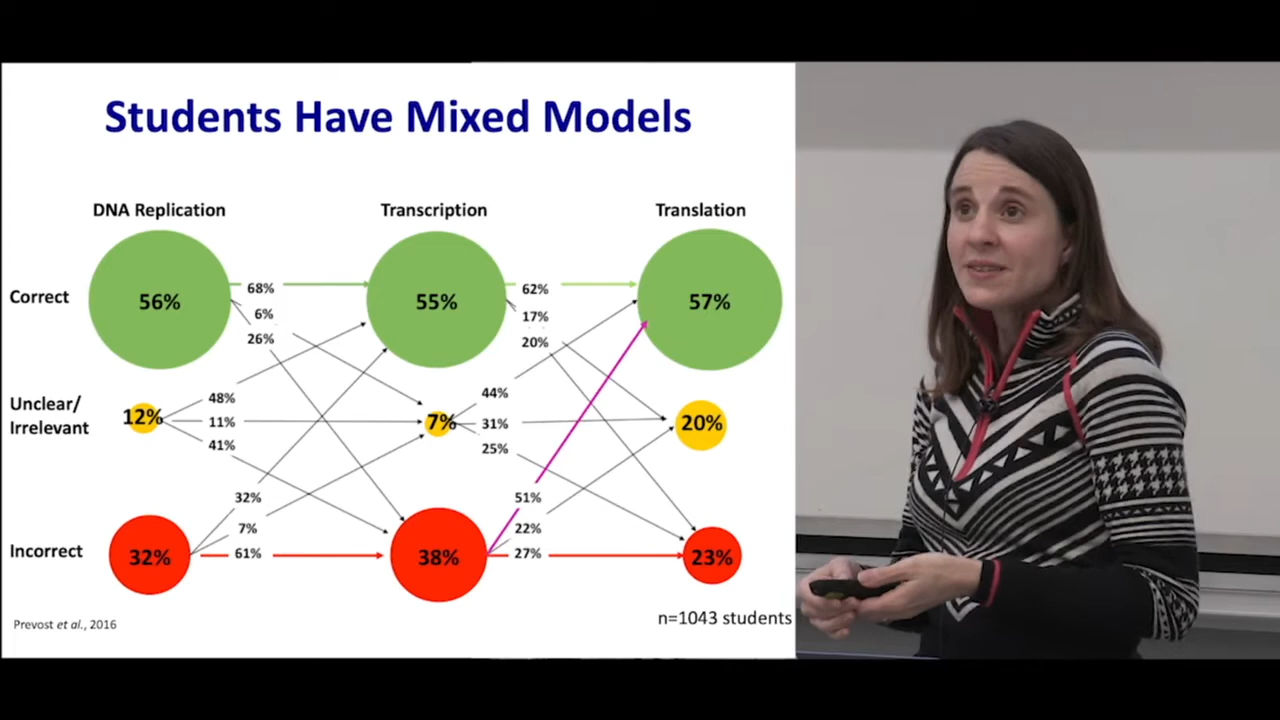 Students Have Mixed Models
DNA Replication
Transcription
Translation
Correct
56%
68%
6%
26%
55%
62%
17%
20%
57%
Unclear/
Irrelevant
12%
48%
11%
41%
7%
44%
31%
25%
20%
Incorrect
32%
32%
7%
61%
38%
51%
22%
27%
23%
Prevost et al., 2016
n=1043 students